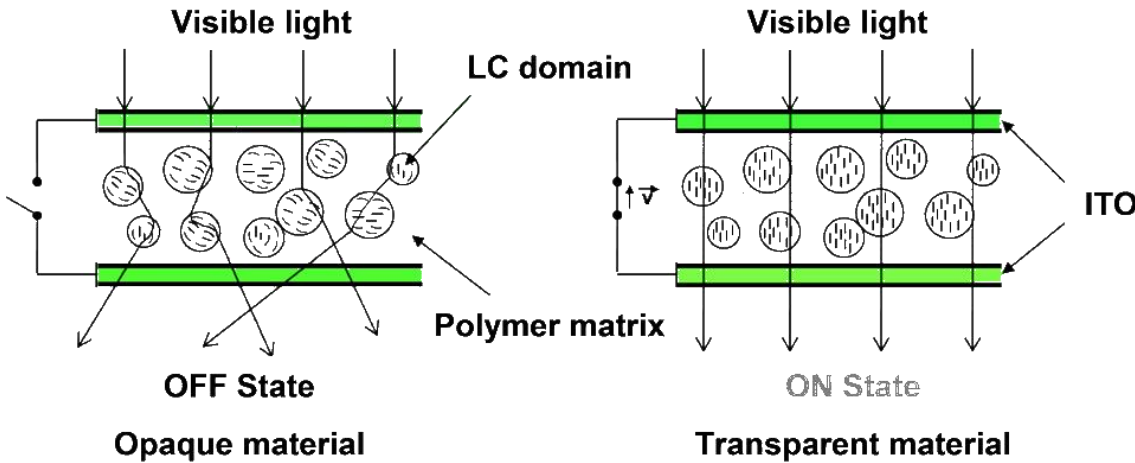 Visible light
Visible light
LC domain
V
ITO
Polymer matrix
OFF State
ON State
Opaque material
Transparent material